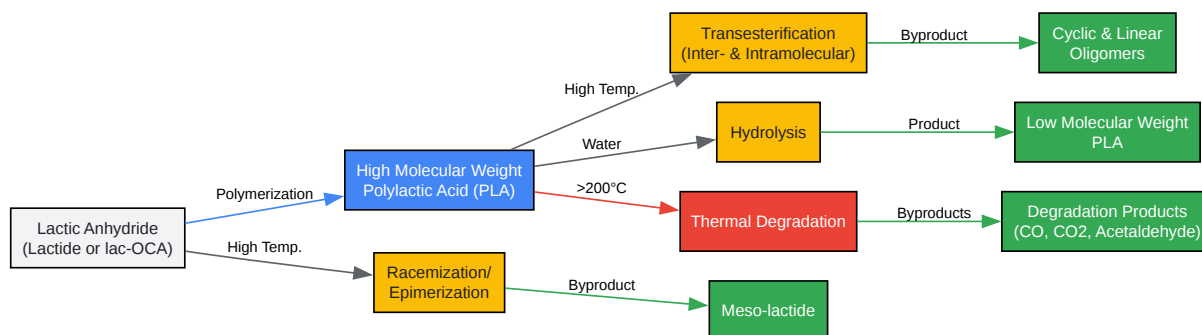 Transesterification
(Inter- & Intramolecular)
Byproduct
Cyclic & Linear
Oligomers
High Temp.
Hydrolysis
Product
Low Molecular Weight
PLA
Water
High Molecular Weight
Polylactic Acid (PLA)
>200°C
Polymerization
Thermal Degradation
Byproducts
Degradation Products
(CO, CO2, Acetaldehyde)
Lactic Anhydride
(Lactide or lac-OCA)
High Temp.
Racemization/
Epimerization
Byproduct
Meso-lactide